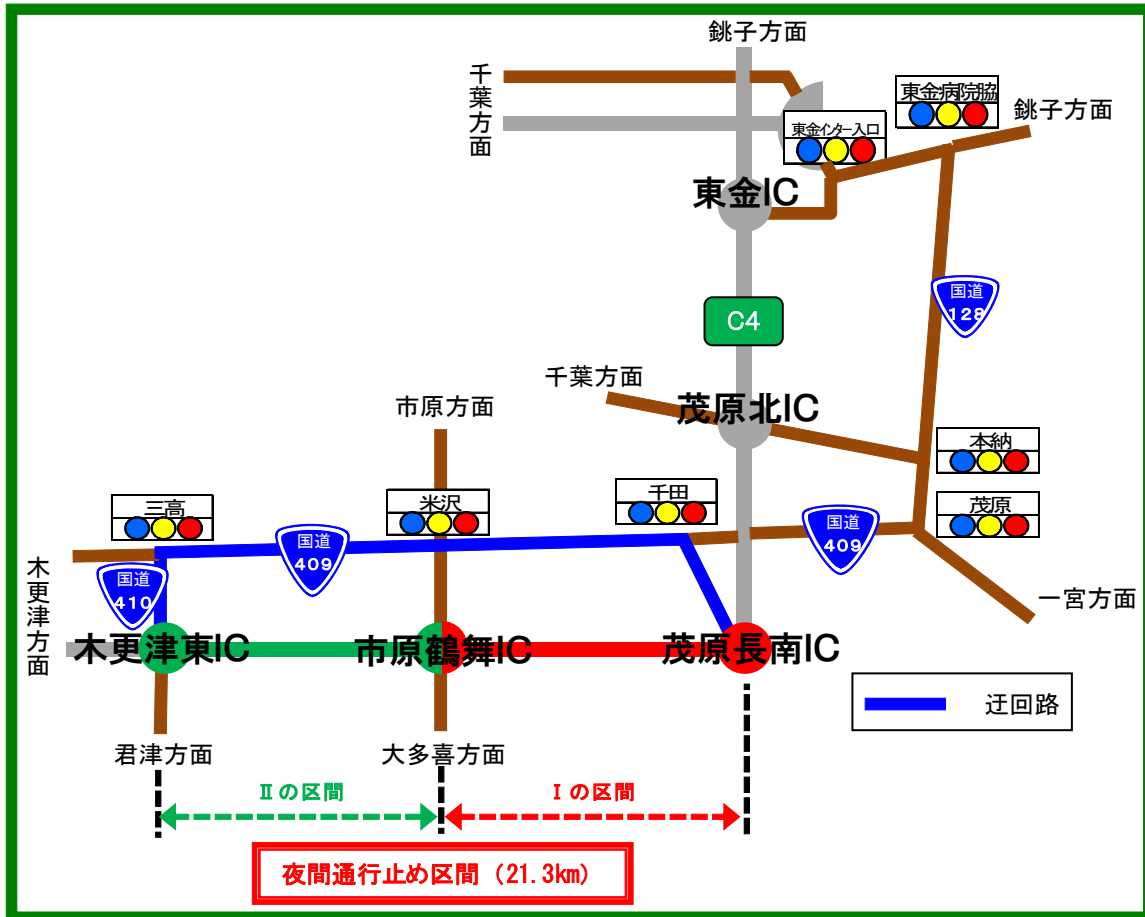 銚子方面
千葉方面
東金病院脇
銚子方面
東金インター入口
東金IC
国道
128
C4
千葉方面
茂原北IC
市原方面
本納
千田
米沢
三高
茂原
国道
409
国道
409
木更津方面
国道
410
一宮方面
木更津東IC
市原鶴舞IC
茂原長南IC
迂回路
君津方面
大多喜方面
Ⅱの区間
Ⅰの区間
夜間通行止め区間（21.3km）